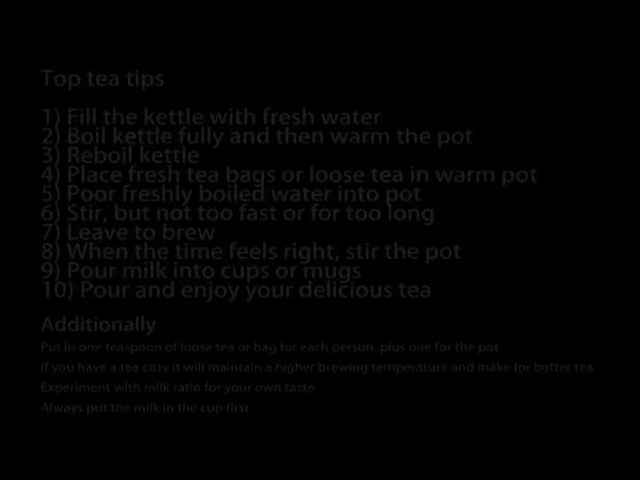 Top tea tips
1) Fill the kettle with fresh water
2) Boil kettle fully and then warm the pot
3) Reboil kettle
4) Place fresh tea bags or loose tea in warm pot
5) Poor freshly boiled water into pot
6) Stir, but not too fast or for too long
7) Leave to brew
8) When the time feels right, stir the pot
9) Pour milk into cups or mugs
10) Pour and enjoy your delicious tea
Additionally
Put in one teaspoon of loose tea or bag for each person, plus one for the pot
If you have a tea cosy it will maintain a higher brewing temperature and make for better tea
Experiment with milk ratio for your own taste
Always put the milk in the cup first